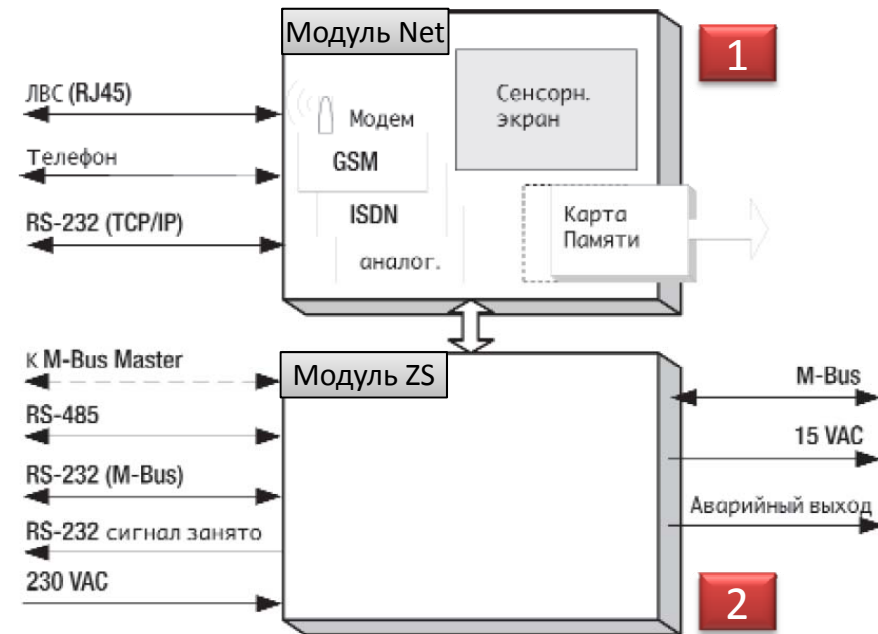 Модуль Net
1
ЛВС (RJ45)
Телефон
RS-232 (TCP/IP)
Модем
GSM
ISDN
аналог.
Сенсорн.
экран
Карта
Памяти
К M-Bus Master
RS-485
RS-232 (M-Bus)
RS-232 сигнал занято
230 VAC
Модуль ZS
M-Bus
15 VAC
Аварийный выход
2